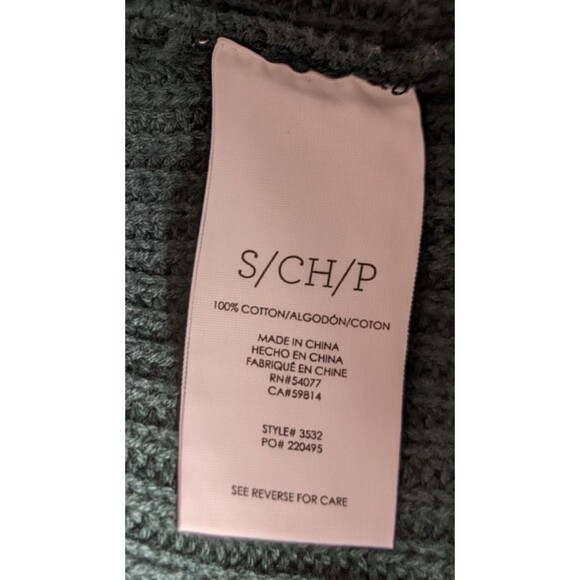 S/CH/P
100% COTTON/ALGODÓN/COTON
MADE IN CHINA
HECHO EN CHINA
FABRIQUÉ EN CHINE
RN#54077
CA#59814
STYLE# 3532
PO# 220495
SEE REVERSE FOR CARE